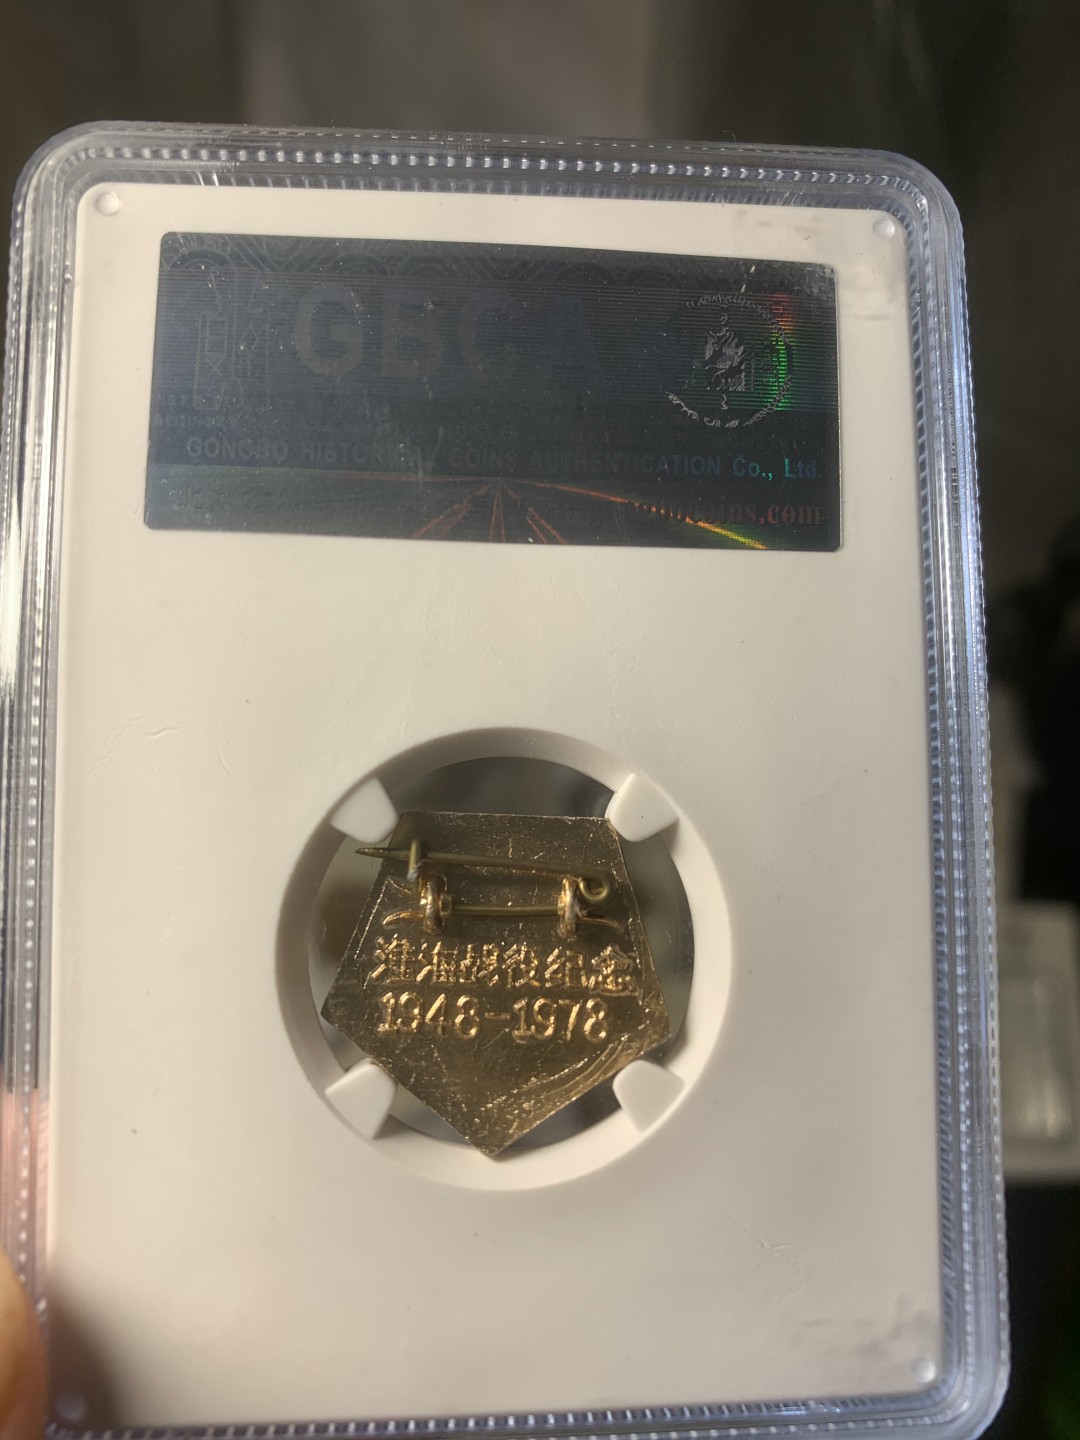 GBCA
GONGBO HISTORICAL COINS AUTHENTICATION Co., Ltd.
淮海战役纪念
1948-1978